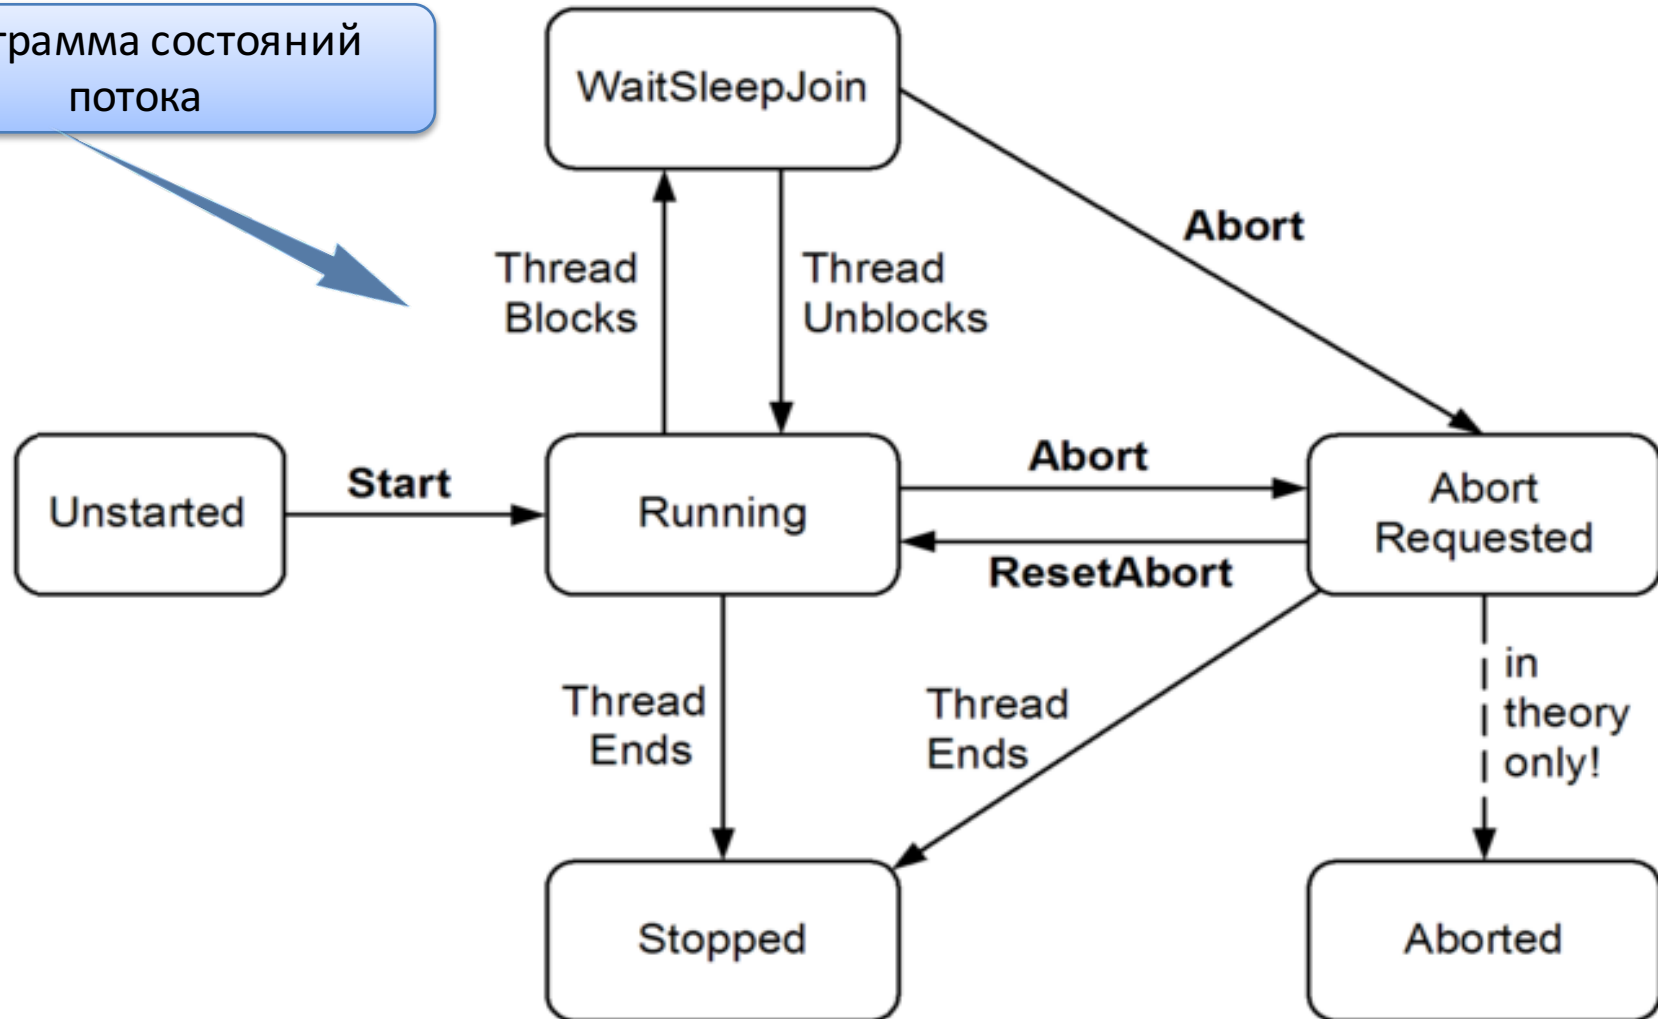 грамма состояний
потока
WaitSleepJoin
Abort
Thread
Blocks
Thread
Unblocks
Unstarted
Start
Running
Abort
ResetAbort
Abort
Requested
Thread
Ends
Thread
Ends
in
theory
only!
Stopped
Aborted